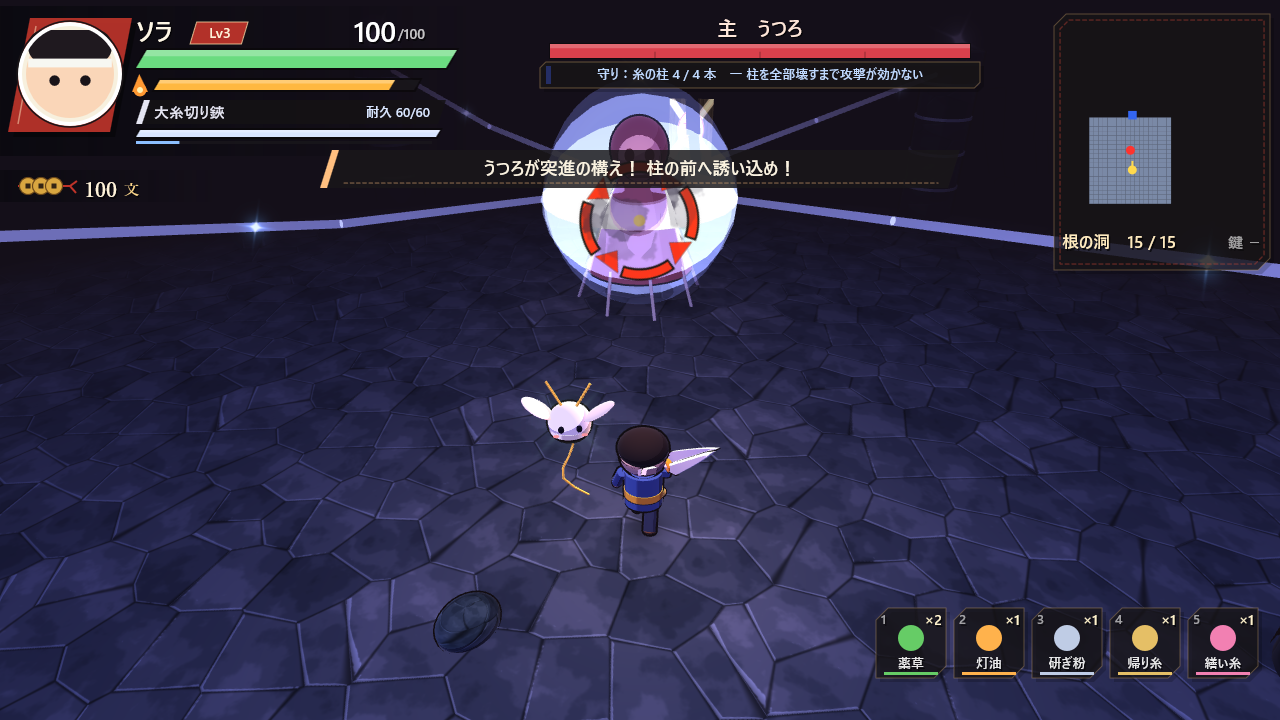 ソラ Lv3 100/100
大糸切り鋏 耐久 60/60
100 文
主 うつろ
守り：糸の柱 4 / 4 本 ― 柱を全部壊すまで攻撃が効かない
うつろが突進の構え！ 柱の前へ誘い込め！
根の洞 15 / 15 鍵 ―
1 ×2 薬草
2 ×1 灯油
3 ×1 研ぎ粉
4 ×1 帰り糸
5 ×1 繕い糸